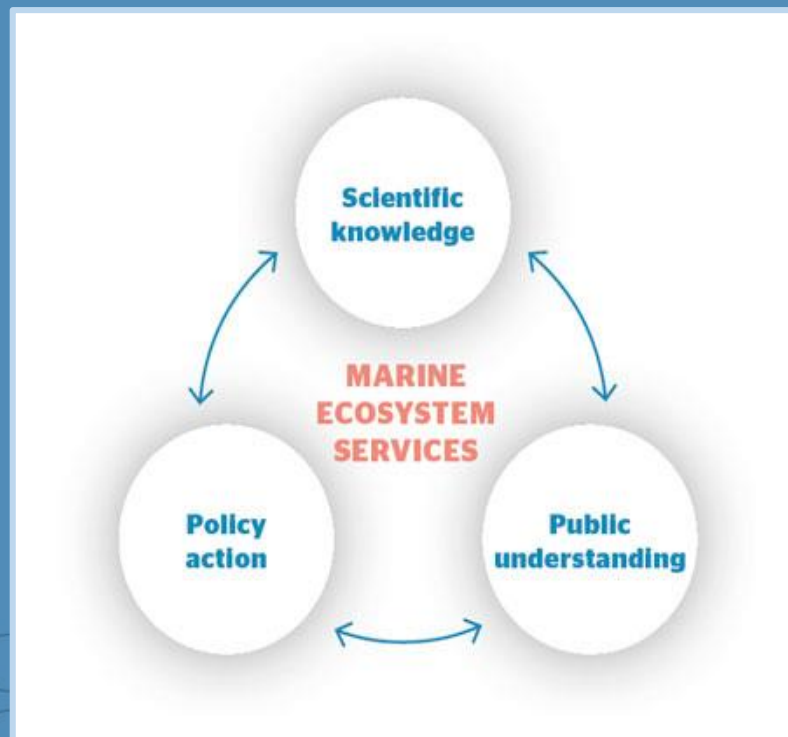 Scientific
knowledge
MARINE
ECOSYSTEM
SERVICES
Policy
action
Public
understanding